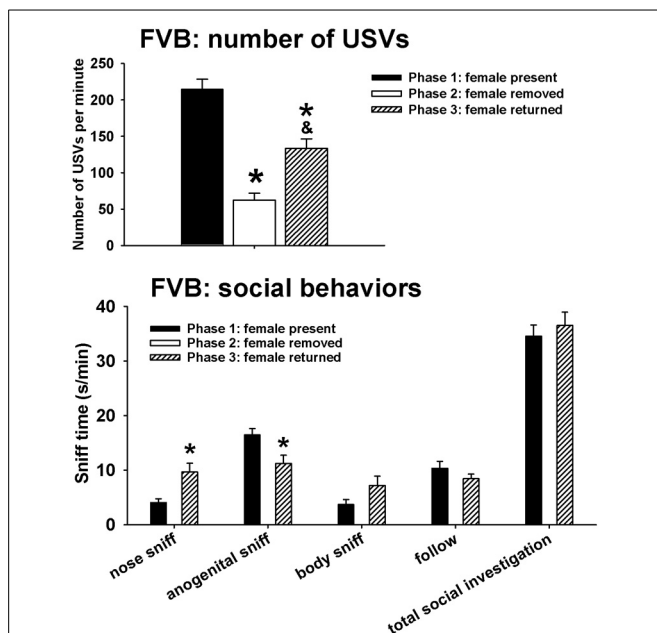 FVB: number of USVs
Number of USVs per minute
250
200
150
100
50
0
Phase 1: female present
Phase 2: female removed
Phase 3: female returned
*
*
&
FVB: social behaviors
Sniff time (s/min)
40
30
20
10
0
Phase 1: female present
Phase 2: female removed
Phase 3: female returned
*
*
nose sniff
anogenital sniff
body sniff
follow
total social investigation